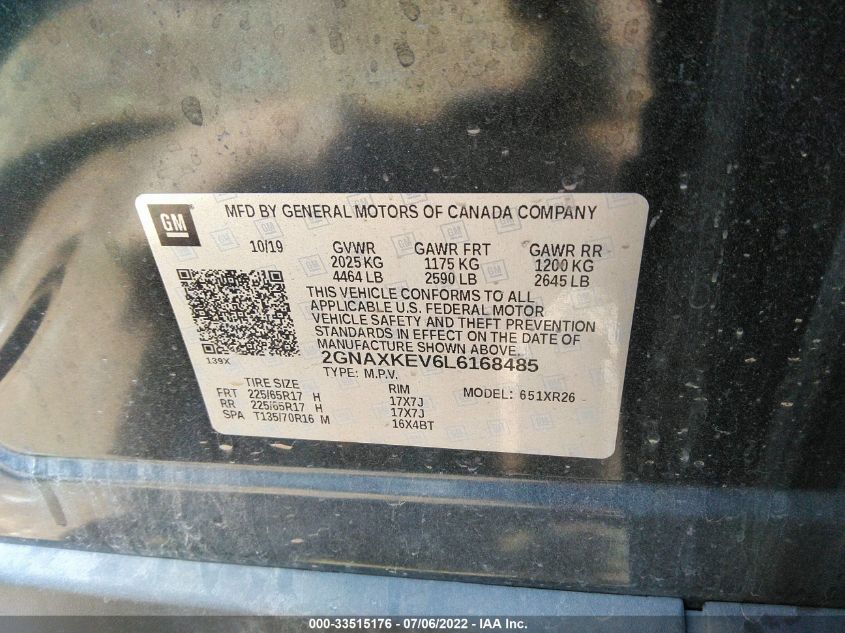 GM
MFD BY GENERAL MOTORS OF CANADA COMPANY
10/19 GVWR GAWR FRT GAWR RR
2025 KG 1175 KG 1200 KG
4464 LB 2590 LB 2645 LB
THIS VEHICLE CONFORMS TO ALL
APPLICABLE U.S. FEDERAL MOTOR
VEHICLE SAFETY AND THEFT PREVENTION
STANDARDS IN EFFECT ON THE DATE OF
MANUFACTURE SHOWN ABOVE.
139X 2GNAXKEV6L6168485
TYPE: M.P.V.
TIRE SIZE RIM MODEL: 651XR26
FRT 225/65R17 H 17X7J
RR 225/65R17 H 17X7J
SPA T135/70R16 M 16X4BT
000-33515176 - 07/06/2022 - IAA Inc.